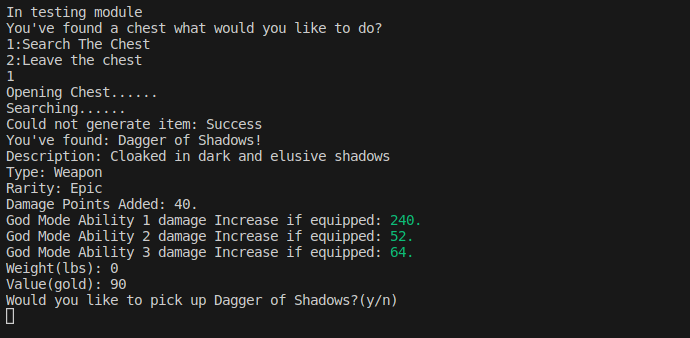 In testing module
You've found a chest what would you like to do?
1:Search The Chest
2:Leave the chest
1
Opening Chest......
Searching......
Could not generate item: Success
You've found: Dagger of Shadows!
Description: Cloaked in dark and elusive shadows
Type: Weapon
Rarity: Epic
Damage Points Added: 40.
God Mode Ability 1 damage Increase if equipped: 240.
God Mode Ability 2 damage Increase if equipped: 52.
God Mode Ability 3 damage Increase if equipped: 64.
Weight(lbs): 0
Value(gold): 90
Would you like to pick up Dagger of Shadows?(y/n)